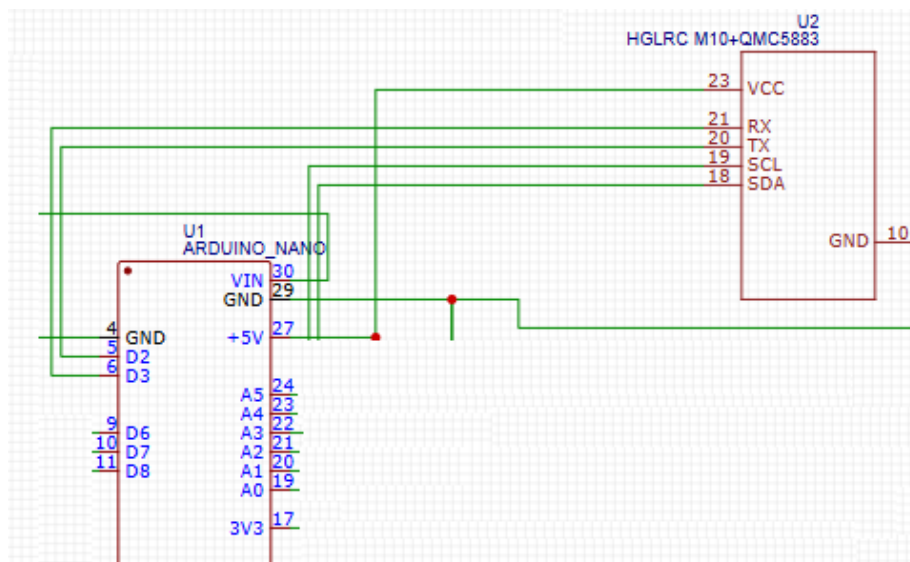 U2
HGLRC M10+QMC5883
23 VCC
21 RX
20 TX
19 SCL
18 SDA
GND 10
U1
ARDUINO_NANO
VIN 30
GND 29
4 GND
+5V 27
5 D2
6 D3
A5 24
A4 23
9 D6
A3 22
10 D7
A2 21
11 D8
A1 20
A0 19
3V3 17